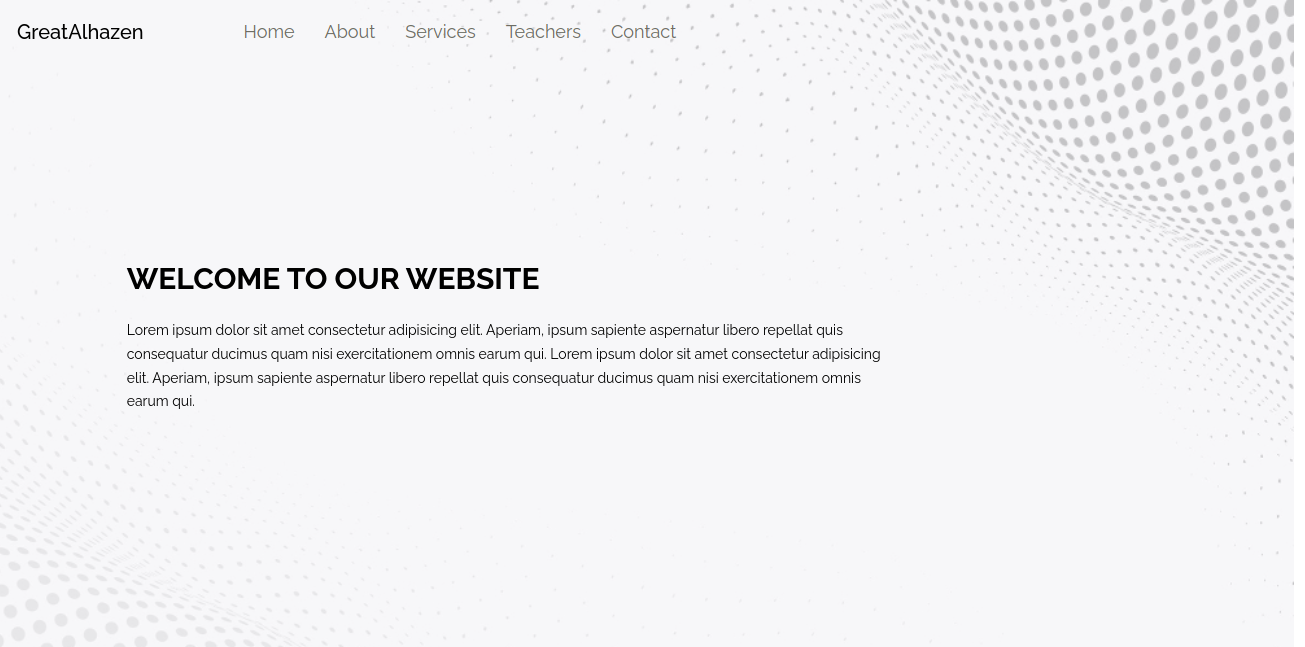 GreatAlhazen Home About Services Teachers Contact
WELCOME TO OUR WEBSITE
Lorem ipsum dolor sit amet consectetur adipisicing elit. Aperiam, ipsum sapiente aspernatur libero repellat quis
consequatur ducimus quam nisi exercitationem omnis earum qui. Lorem ipsum dolor sit amet consectetur adipisicing
elit. Aperiam, ipsum sapiente aspernatur libero repellat quis consequatur ducimus quam nisi exercitationem omnis
earum qui.